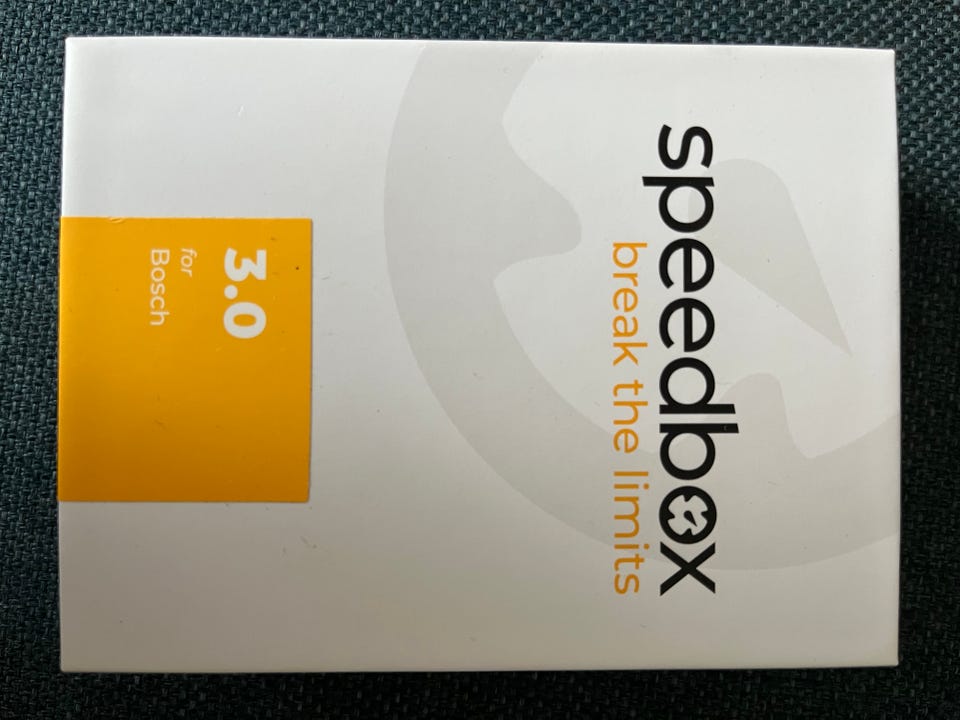 speedbox
break the limits
3.0
for
Bosch